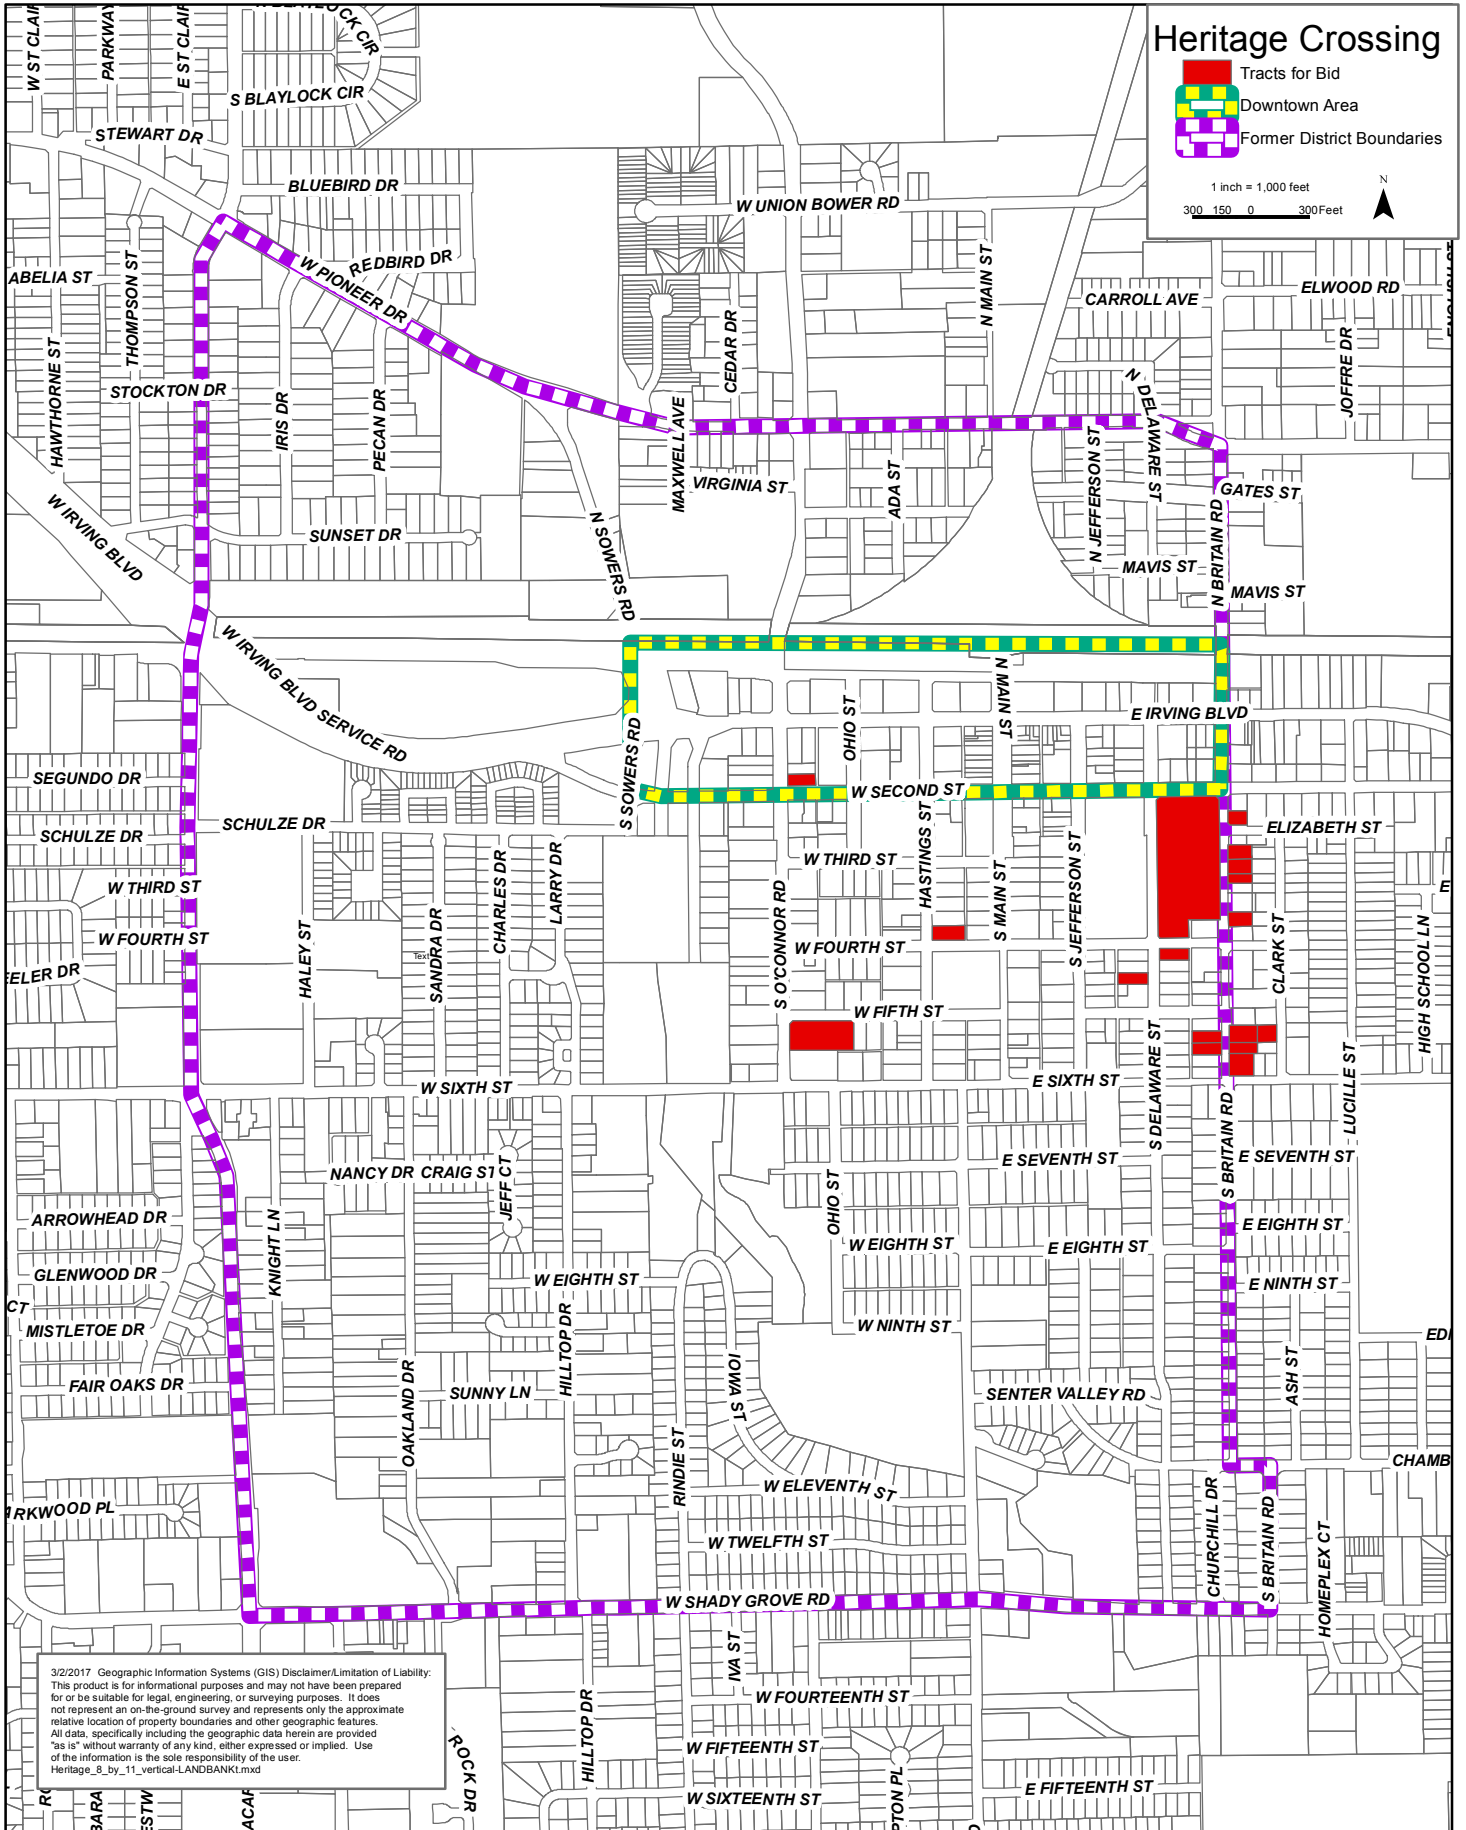 Heritage Crossing
Tracts for Bid
Downtown Area
Former District Boundaries
1 inch = 1,000 feet
N
300 150 0 300 Feet
W ST CLAIR
PARKWAY
E ST CLAIR
S BLAYLOCK CIR
STEWART DR
BLUEBIRD DR
W UNION BOWER RD
REDBIRD DR
W PIONEER DR
ABELIA ST
THOMPSON ST
N MAIN ST
CARROLL AVE
ELWOOD RD
HAWTHORNE ST
STOCKTON DR
IRIS DR
PECAN DR
CEDAR DR
MAXWELL AVE
N DELAWARE ST
JOFFRE DR
VIRGINIA ST
ADA ST
N JEFFERSON ST
GATES ST
W IRVING BLVD
SUNSET DR
N SOWERS RD
N BRITAIN RD
MAVIS ST
MAVIS ST
W IRVING BLVD SERVICE RD
S SOWERS RD
OHIO ST
N MAIN ST
E IRVING BLVD
SEGUNDO DR
W SECOND ST
SCHULZE DR
SCHULZE DR
ELIZABETH ST
W THIRD ST
W THIRD ST
HASTINGS ST
S MAIN ST
S JEFFERSON ST
LARRY DR
CHARLES DR
SANDRA DR
HALEY ST
Text
S O'CONNOR RD
W FOURTH ST
W FOURTH ST
CLARK ST
HIGH SCHOOL LN
E
EELER DR
W FIFTH ST
W SIXTH ST
E SIXTH ST
S DELAWARE ST
S BRITAIN RD
LUCILLE ST
NANCY DR
CRAIG ST
JEFF CT
E SEVENTH ST
E SEVENTH ST
ARROWHEAD DR
KNIGHT LN
OHIO ST
W EIGHTH ST
E EIGHTH ST
E EIGHTH ST
GLENWOOD DR
W EIGHTH ST
E NINTH ST
CT
MISTLETOE DR
HILLTOP DR
W NINTH ST
EDI
FAIR OAKS DR
OAKLAND DR
SUNNY LN
IOWA ST
SENTER VALLEY RD
ASH ST
RINDIE ST
CHAMB
ARKWOOD PL
W ELEVENTH ST
W TWELFTH ST
CHURCHILL DR
S BRITAIN RD
HOMEPLEX CT
W SHADY GROVE RD
IVA ST
W FOURTEENTH ST
HILLTOP DR
ROCK DR
W FIFTEENTH ST
E FIFTEENTH ST
W SIXTEENTH ST
PTON PL
3/2/2017 Geographic Information Systems (GIS) Disclaimer/Limitation of Liability:
This product is for informational purposes and may not have been prepared
for or be suitable for legal, engineering, or surveying purposes. It does
not represent an on-the-ground survey and represents only the approximate
relative location of property boundaries and other geographic features.
All data, specifically including the geographic data herein are provided
"as is" without warranty of any kind, either expressed or implied. Use
of the information is the sole responsibility of the user.
Heritage_8_by_11_vertical-LANDBANKt.mxd
BARA
ESTW
ACAP